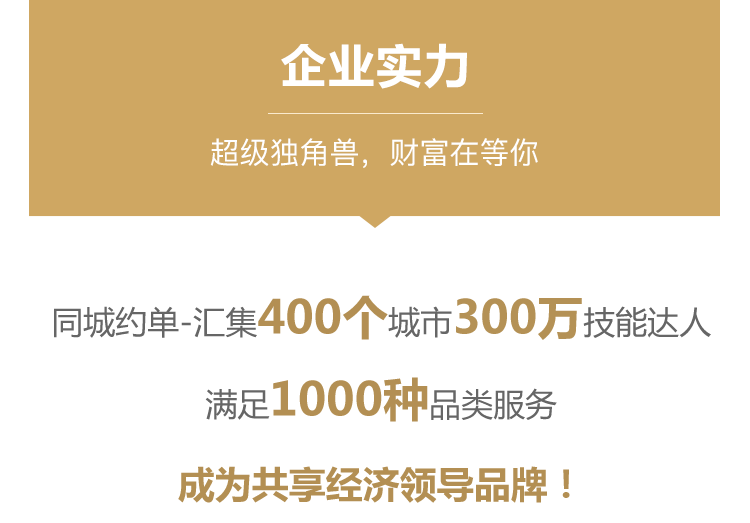 企业实力
超级独角兽，财富在等你
同城约单-汇集400个城市300万技能达人
满足1000种品类服务
成为共享经济领导品牌！